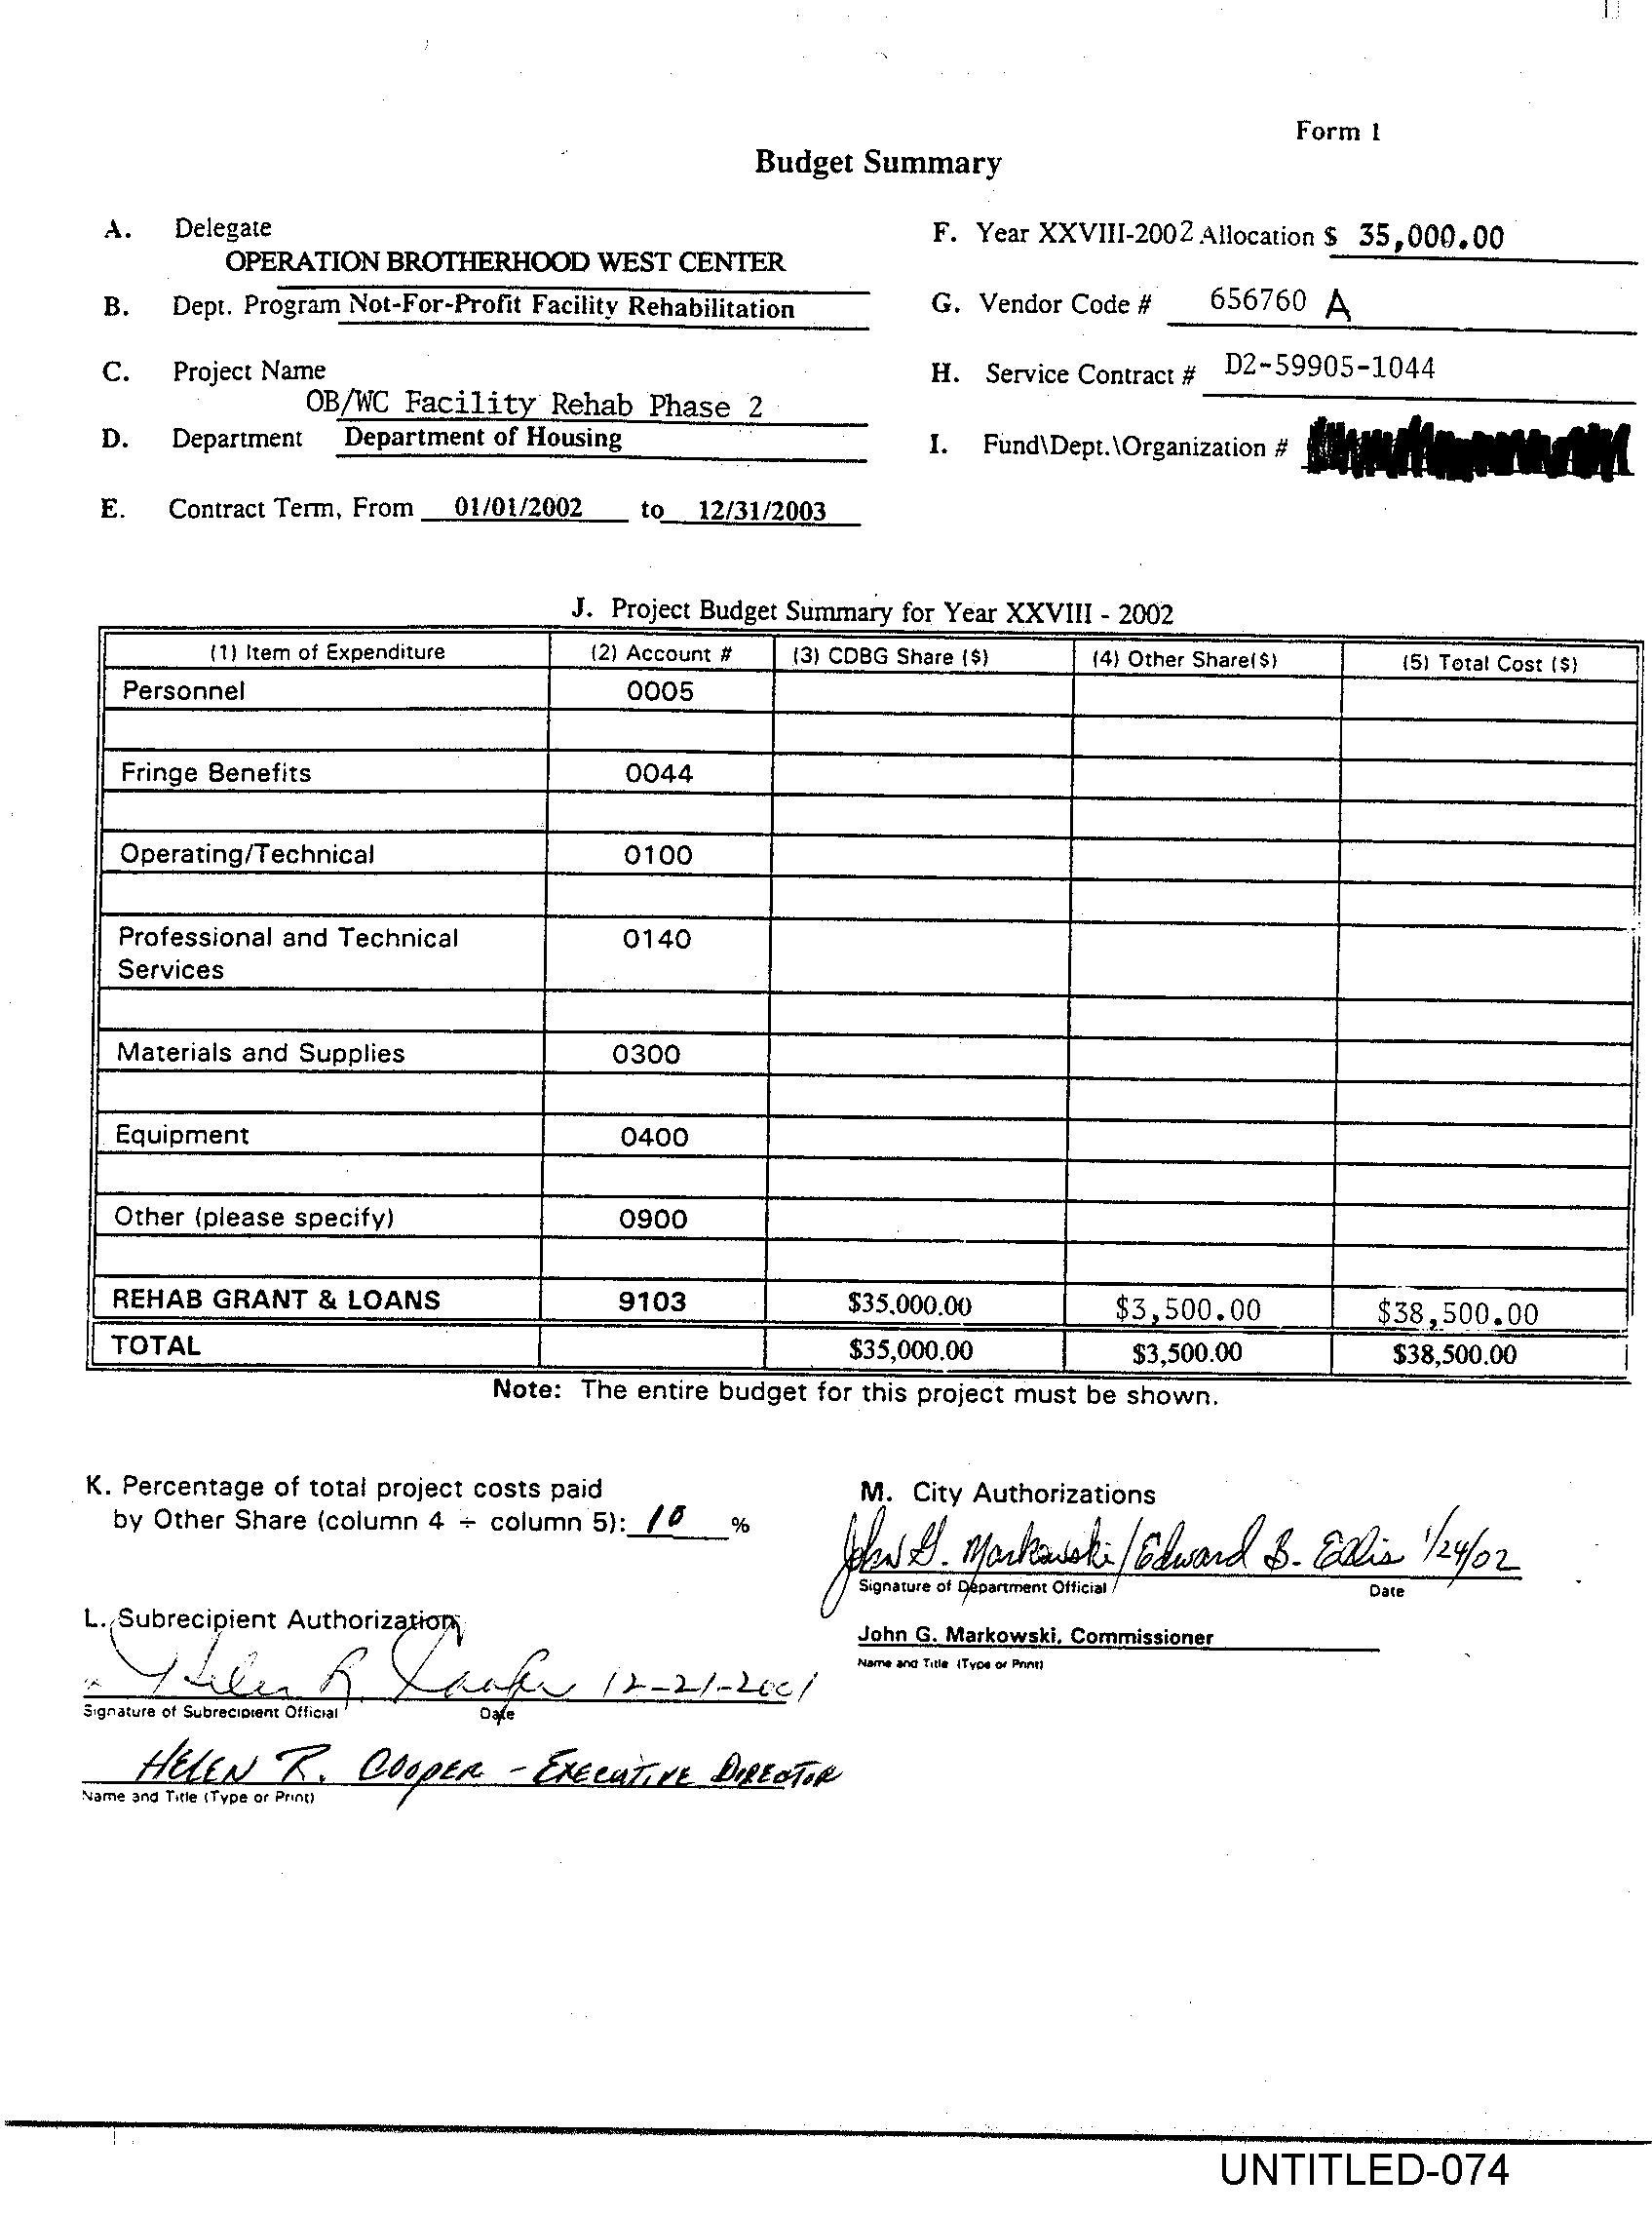 Form 1
Budget Summary
A. Delegate
OPERATION BROTHERHOOD WEST CENTER
B. Dept. Program Not-For-Profit Facility Rehabilitation
C. Project Name
OB/WC Facility Rehab Phase 2
D. Department Department of Housing
E. Contract Term, From 01/01/2002 to 12/31/2003
F. Year XXVIII-2002 Allocation $ 35,000.00
G. Vendor Code # 656760 A
H. Service Contract # D2-59905-1044
I. Fund\Dept.\Organization #
J. Project Budget Summary for Year XXVIII - 2002
(1) Item of Expenditure (2) Account # (3) CDBG Share ($) (4) Other Share($) (5) Total Cost ($)
Personnel 0005
Fringe Benefits 0044
Operating/Technical 0100
Professional and Technical 0140
Services
Materials and Supplies 0300
Equipment 0400
Other (please specify) 0900
REHAB GRANT & LOANS 9103 $35,000.00 $3,500.00 $38,500.00
TOTAL $35,000.00 $3,500.00 $38,500.00
Note: The entire budget for this project must be shown.
K. Percentage of total project costs paid
by Other Share (column 4 ÷ column 5): 10 %
L. Subrecipient Authorization
Helen R. Cooper 12-21-2001
Signature of Subrecipient Official Date
HELEN R. COOPER - EXECUTIVE DIRECTOR
Name and Title (Type or Print)
M. City Authorizations
John G. Markowski/Edward B. Ellis 1/24/02
Signature of Department Official Date
John G. Markowski, Commissioner
Name and Title (Type or Print)
UNTITLED-074